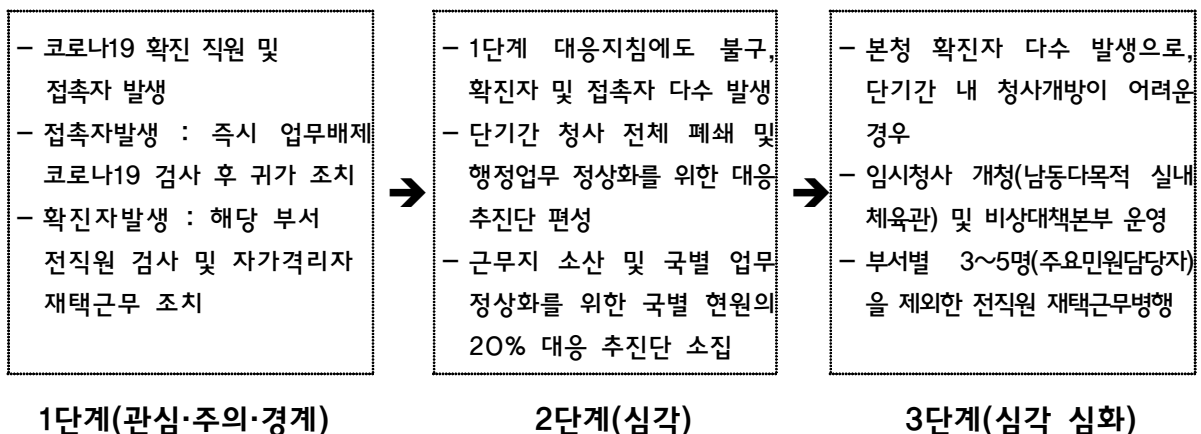 - 코로나19 확진 직원 및
접촉자 발생
- 접촉자발생 : 즉시 업무배제
코로나19 검사 후 귀가 조치
- 확진자발생 : 해당 부서
전직원 검사 및 자가격리자
재택근무 조치
➔
- 1단계 대응지침에도 불구,
확진자 및 접촉자 다수 발생
- 단기간 청사 전체 폐쇄 및
행정업무 정상화를 위한 대응
추진단 편성
- 근무지 소산 및 국별 업무
정상화를 위한 국별 현원의
20% 대응 추진단 소집
➔
- 본청 확진자 다수 발생으로,
단기간 내 청사개방이 어려운
경우
- 임시청사 개청(남동다목적 실내
체육관) 및 비상대책본부 운영
- 부서별 3~5명(주요민원담당자)
을 제외한 전직원 재택근무병행
1단계(관심·주의·경계)
2단계(심각)
3단계(심각 심화)